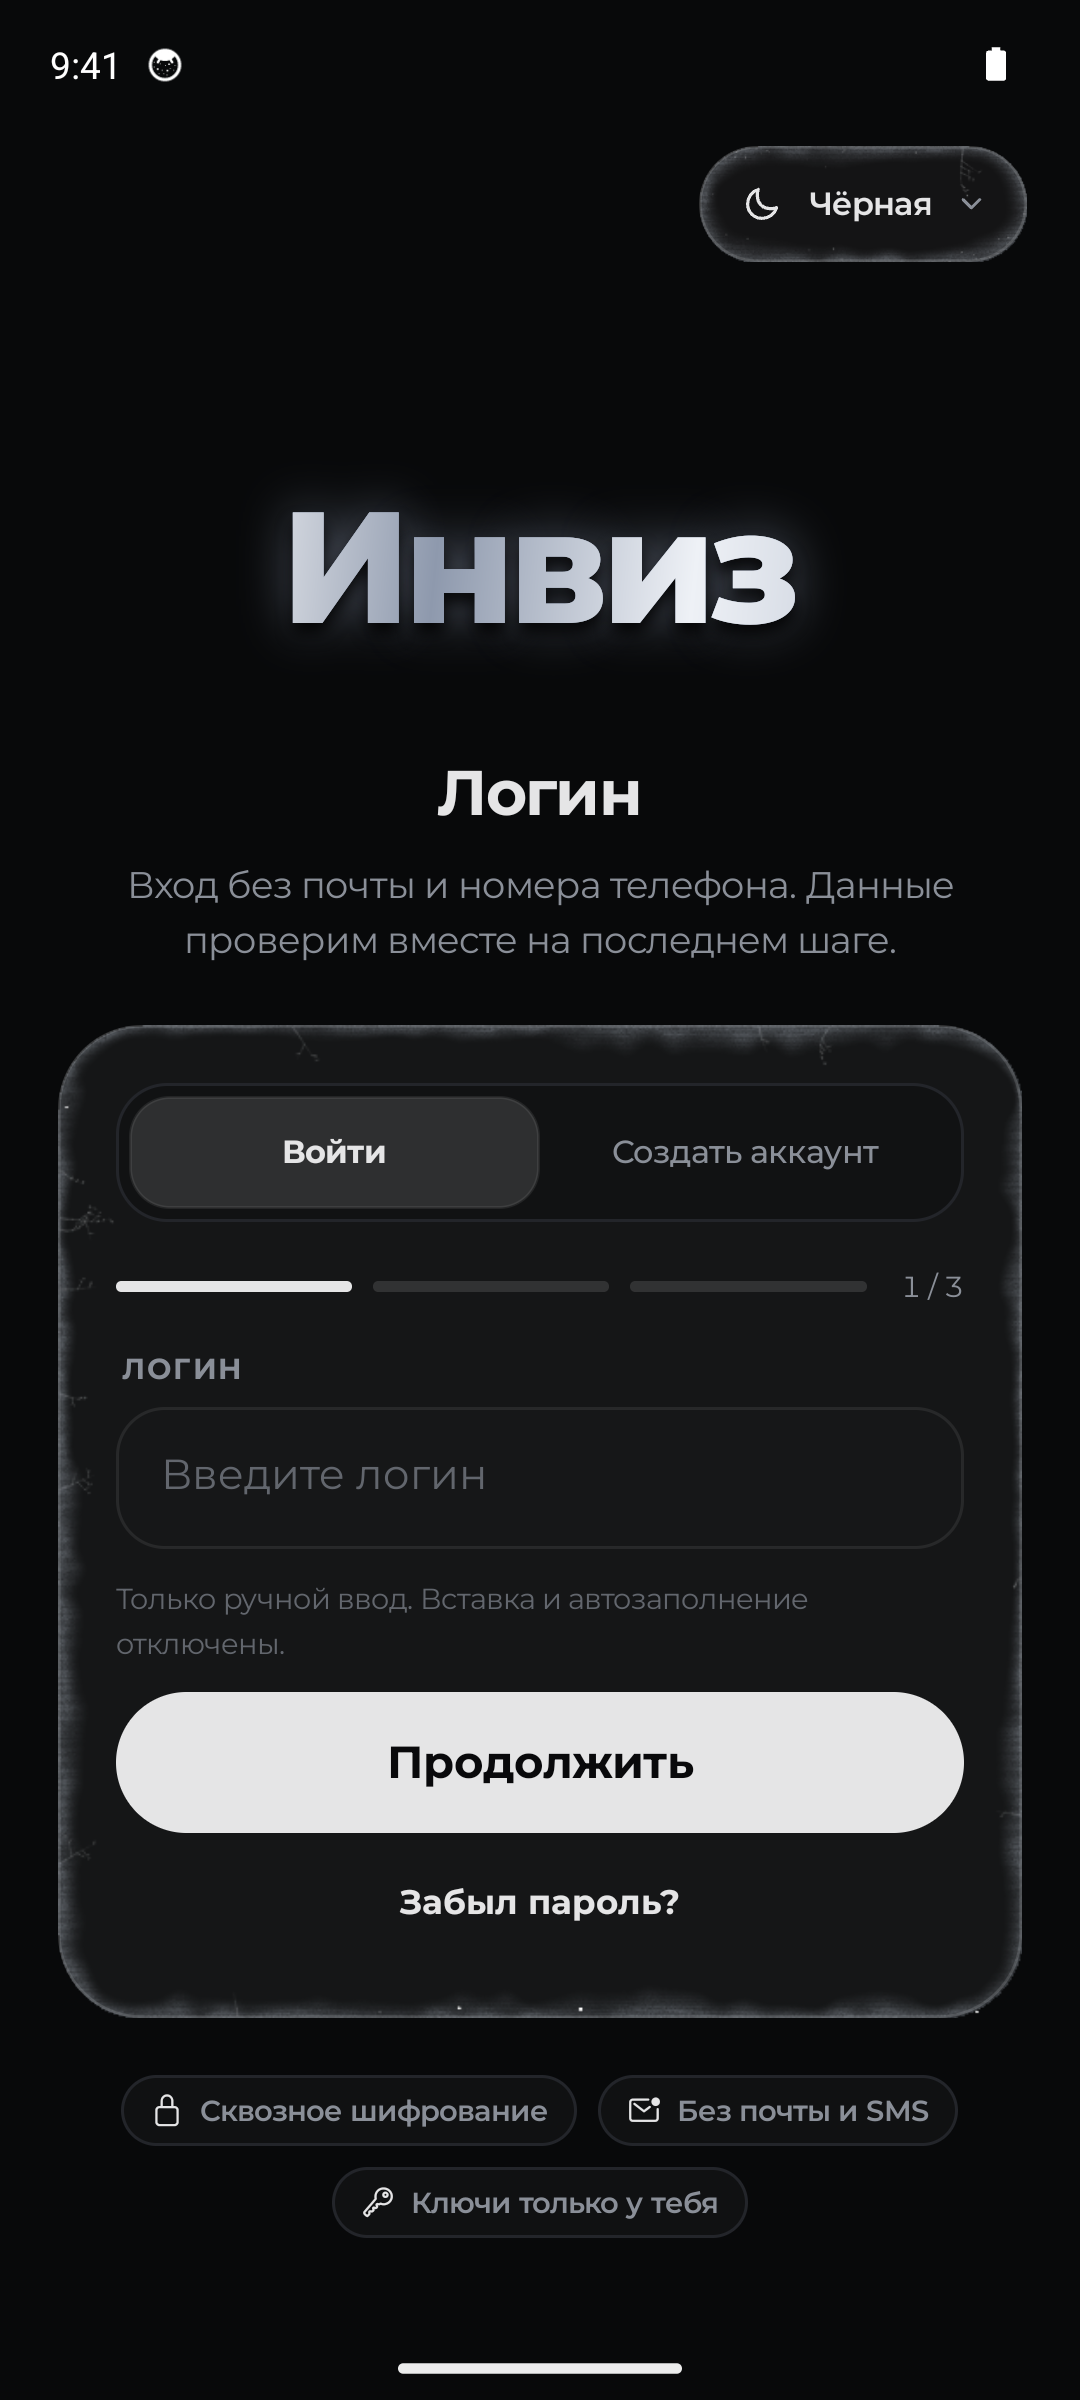 9:41
Чёрная
Инвиз
Логин
Вход без почты и номера телефона. Данные
проверим вместе на последнем шаге.
Войти
Создать аккаунт
1 / 3
ЛОГИН
Введите логин
Только ручной ввод. Вставка и автозаполнение
отключены.
Продолжить
Забыл пароль?
Сквозное шифрование
Без почты и SMS
Ключи только у тебя